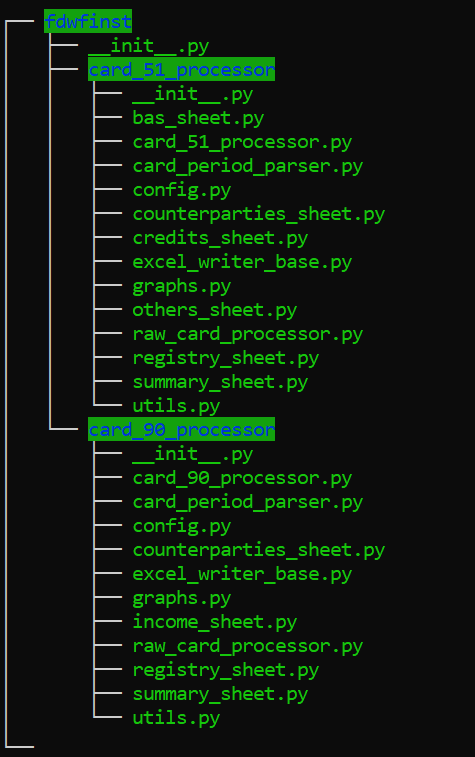 fdwfinst
__init__.py
card_51_processor
__init__.py
bas_sheet.py
card_51_processor.py
card_period_parser.py
config.py
counterparties_sheet.py
credits_sheet.py
excel_writer_base.py
graphs.py
others_sheet.py
raw_card_processor.py
registry_sheet.py
summary_sheet.py
utils.py
card_90_processor
__init__.py
card_90_processor.py
card_period_parser.py
config.py
counterparties_sheet.py
excel_writer_base.py
graphs.py
income_sheet.py
raw_card_processor.py
registry_sheet.py
summary_sheet.py
utils.py